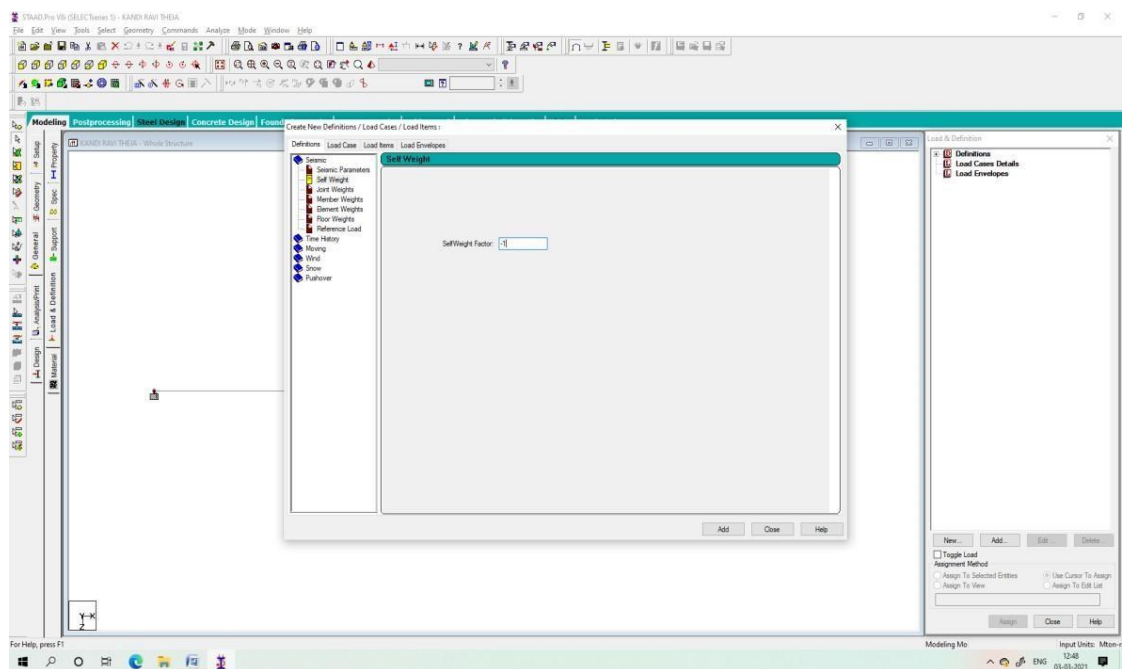 STAAD.Pro V8i (SELECTseries 5) - KANDI RAVI THEJA
File Edit View Tools Select Geometry Commands Analyze Mode Window Help
Modeling Postprocessing Steel Design Concrete Design Found
Create New Definitions / Load Cases / Load Items :
Definitions Load Case Load Items Load Envelopes
Seismic
Seismic Parameters
Self Weight
Joint Weights
Member Weights
Element Weights
Floor Weights
Reference Load
Time History
Moving
Wind
Snow
Pushover
Self Weight
SelfWeight Factor: -1
Add Close Help
KANDI RAVI THEJA - Whole Structure
Setup
Geometry
General
Analysis/Print
Design
Property
Spec
Support
Load & Definition
Material
Load & Definition
Definitions
Load Cases Details
Load Envelopes
New... Add... Edit... Delete...
Toggle Load
Assignment Method
Assign To Selected Entities Use Cursor To Assign
Assign To View Assign To Edit List
Assign Close Help
Y X
Z
For Help, press F1 Modeling Mo Input Units: Mton-
ENG 12:48
03-03-2021